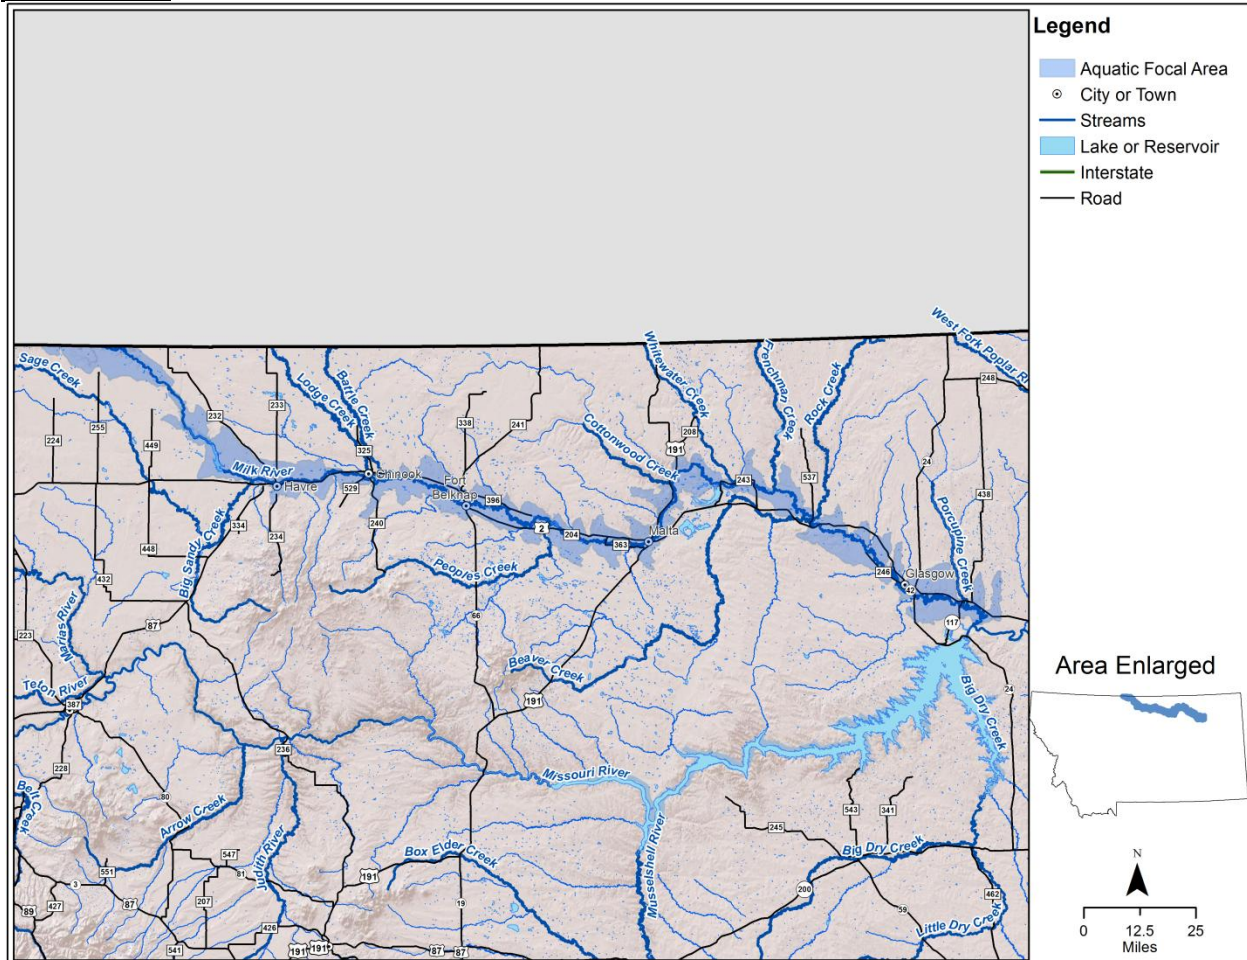 Legend
Aquatic Focal Area
City or Town
Streams
Lake or Reservoir
Interstate
Road
West Fork Poplar Ri
Sage Creek
Lodge Creek
Battle Creek
Whitewater Creek
Frenchman Creek
Rock Creek
248
233
232
255
224
449
338
241
208
191
Cottonwood Creek
325
Milk River
Havre
Chinook
Fort
Belknap
529
396
243
537
24
438
Porcupine Creek
334
234
240
2
204
363
Malta
448
Big Sandy Creek
Peoples Creek
246
Glasgow
42
432
Marias River
223
87
66
117
Beaver Creek
191
Teton River
387
24
Big Dry Creek
Area Enlarged
236
228
Missouri River
Belt Creek
80
Arrow Creek
Judith River
Musselshell River
543
341
245
Big Dry Creek
547
551
81
Box Elder Creek
191
3
87
207
200
462
89
427
19
59
Little Dry Creek
426
541
191
191
87
87
N
0
12.5
25
Miles